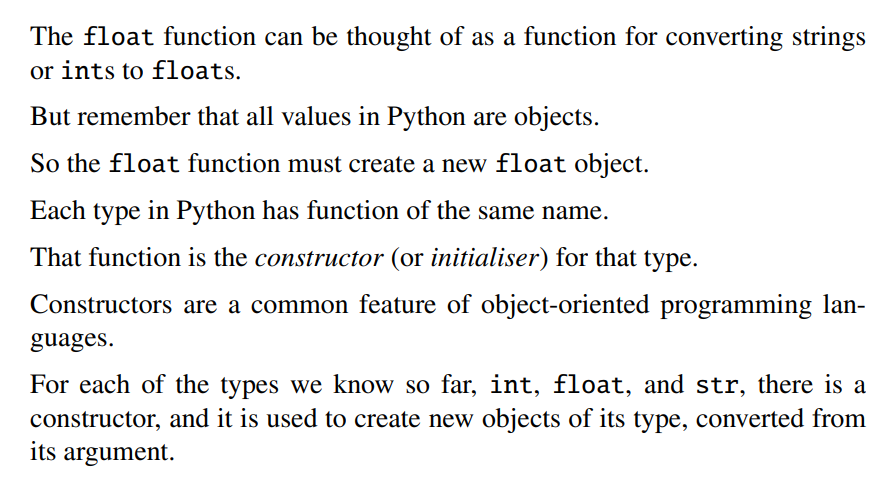 The float function can be thought of as a function for converting strings
or ints to floats.
But remember that all values in Python are objects.
So the float function must create a new float object.
Each type in Python has function of the same name.
That function is the constructor (or initialiser) for that type.
Constructors are a common feature of object-oriented programming lan-
guages.
For each of the types we know so far, int, float, and str, there is a
constructor, and it is used to create new objects of its type, converted from
its argument.